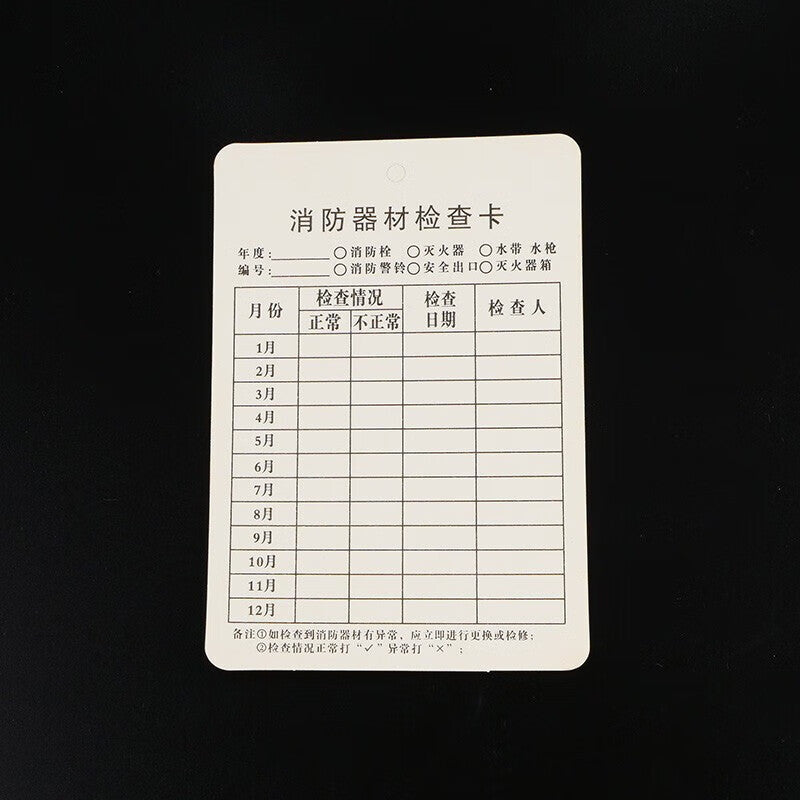 消防器材检查卡
年度:________ ○消防栓 ○灭火器 ○水带 水枪
编号:________ ○消防警铃○安全出口○灭火器箱
月份 检查情况 检查日期 检查人
正常 不正常
1月
2月
3月
4月
5月
6月
7月
8月
9月
10月
11月
12月
备注①如检查到消防器材有异常、应立即进行更换或检修;
②检查情况正常打“✓”异常打“×”;